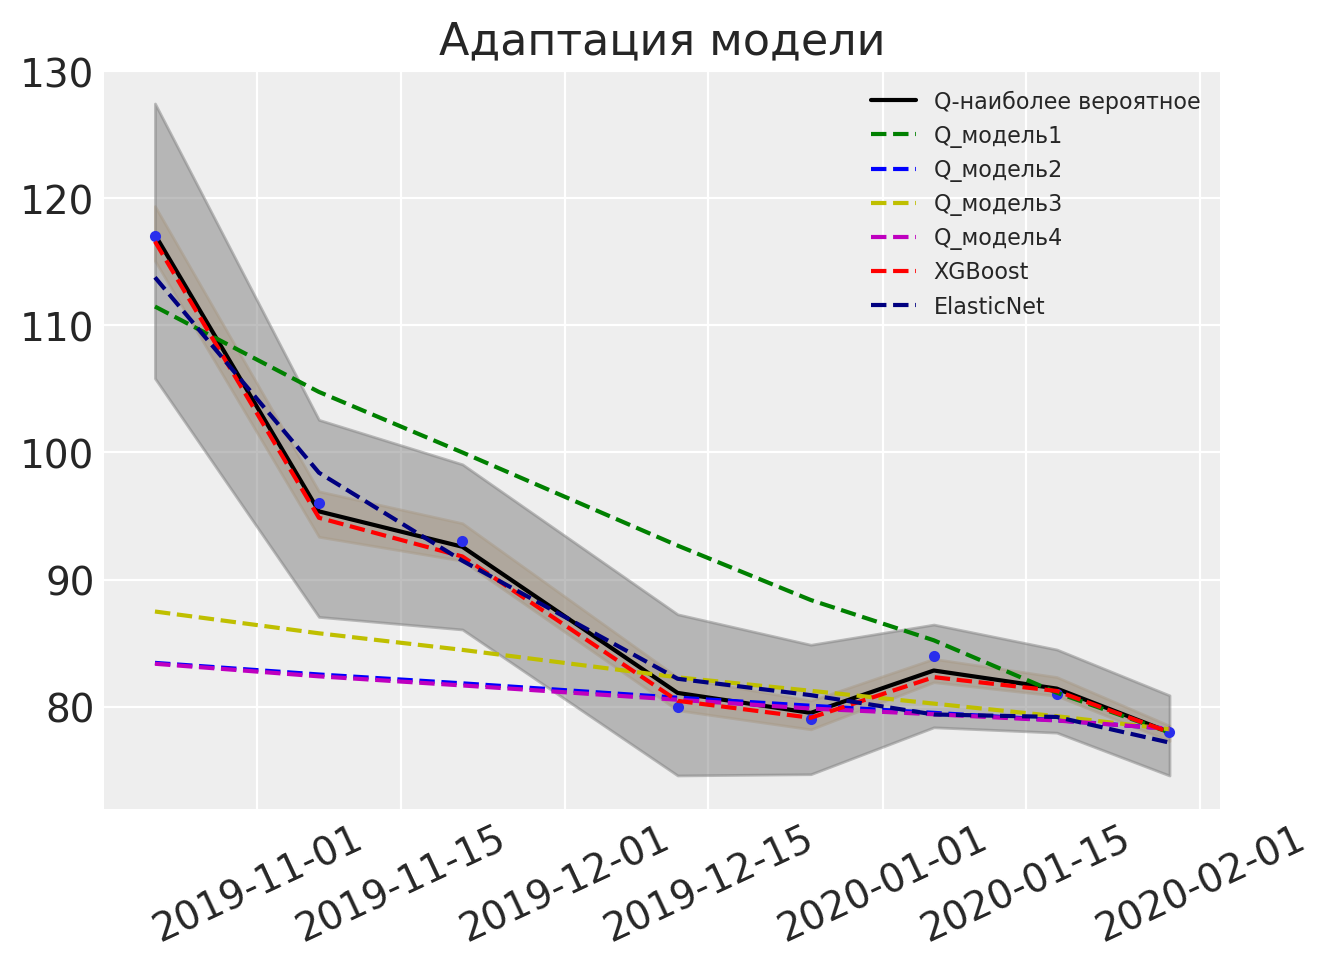 Адаптация модели
130
120
110
100
90
80
Q-наиболее вероятное
Q_модель1
Q_модель2
Q_модель3
Q_модель4
XGBoost
ElasticNet
2019-11-01
2019-11-15
2019-12-01
2019-12-15
2020-01-01
2020-01-15
2020-02-01